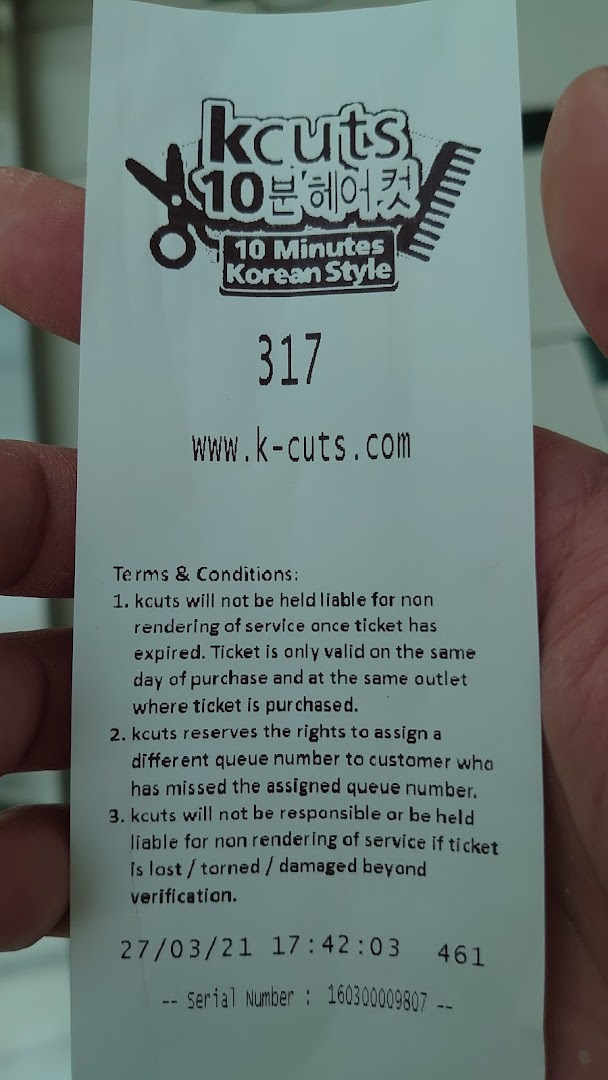 kcuts
10분 헤어컷
10 Minutes
Korean Style
317
www.k-cuts.com
Terms & Conditions:
1. kcuts will not be held liable for non
rendering of service once ticket has
expired. Ticket is only valid on the same
day of purchase and at the same outlet
where ticket is purchased.
2. kcuts reserves the rights to assign a
different queue number to customer who
has missed the assigned queue number.
3. kcuts will not be responsible or be held
liable for non rendering of service if ticket
is lost / torned / damaged beyond
verification.
27/03/21 17:42:03 461
-- Serial Number : 160300009807 --